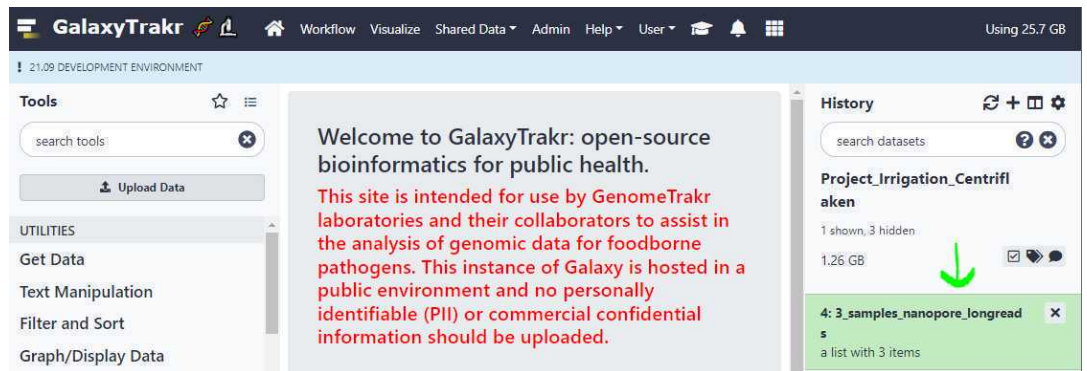 GalaxyTrakr
Workflow Visualize Shared Data Admin Help User
Using 25.7 GB
! 21.09 DEVELOPMENT ENVIRONMENT
Tools
search tools
Upload Data
UTILITIES
Get Data
Text Manipulation
Filter and Sort
Graph/Display Data
Welcome to GalaxyTrakr: open-source
bioinformatics for public health.
This site is intended for use by GenomeTrakr
laboratories and their collaborators to assist in
the analysis of genomic data for foodborne
pathogens. This instance of Galaxy is hosted in a
public environment and no personally
identifiable (PII) or commercial confidential
information should be uploaded.
History
search datasets
Project_Irrigation_Centrifl
aken
1 shown, 3 hidden
1.26 GB
4: 3_samples_nanopore_longread
s
a list with 3 items